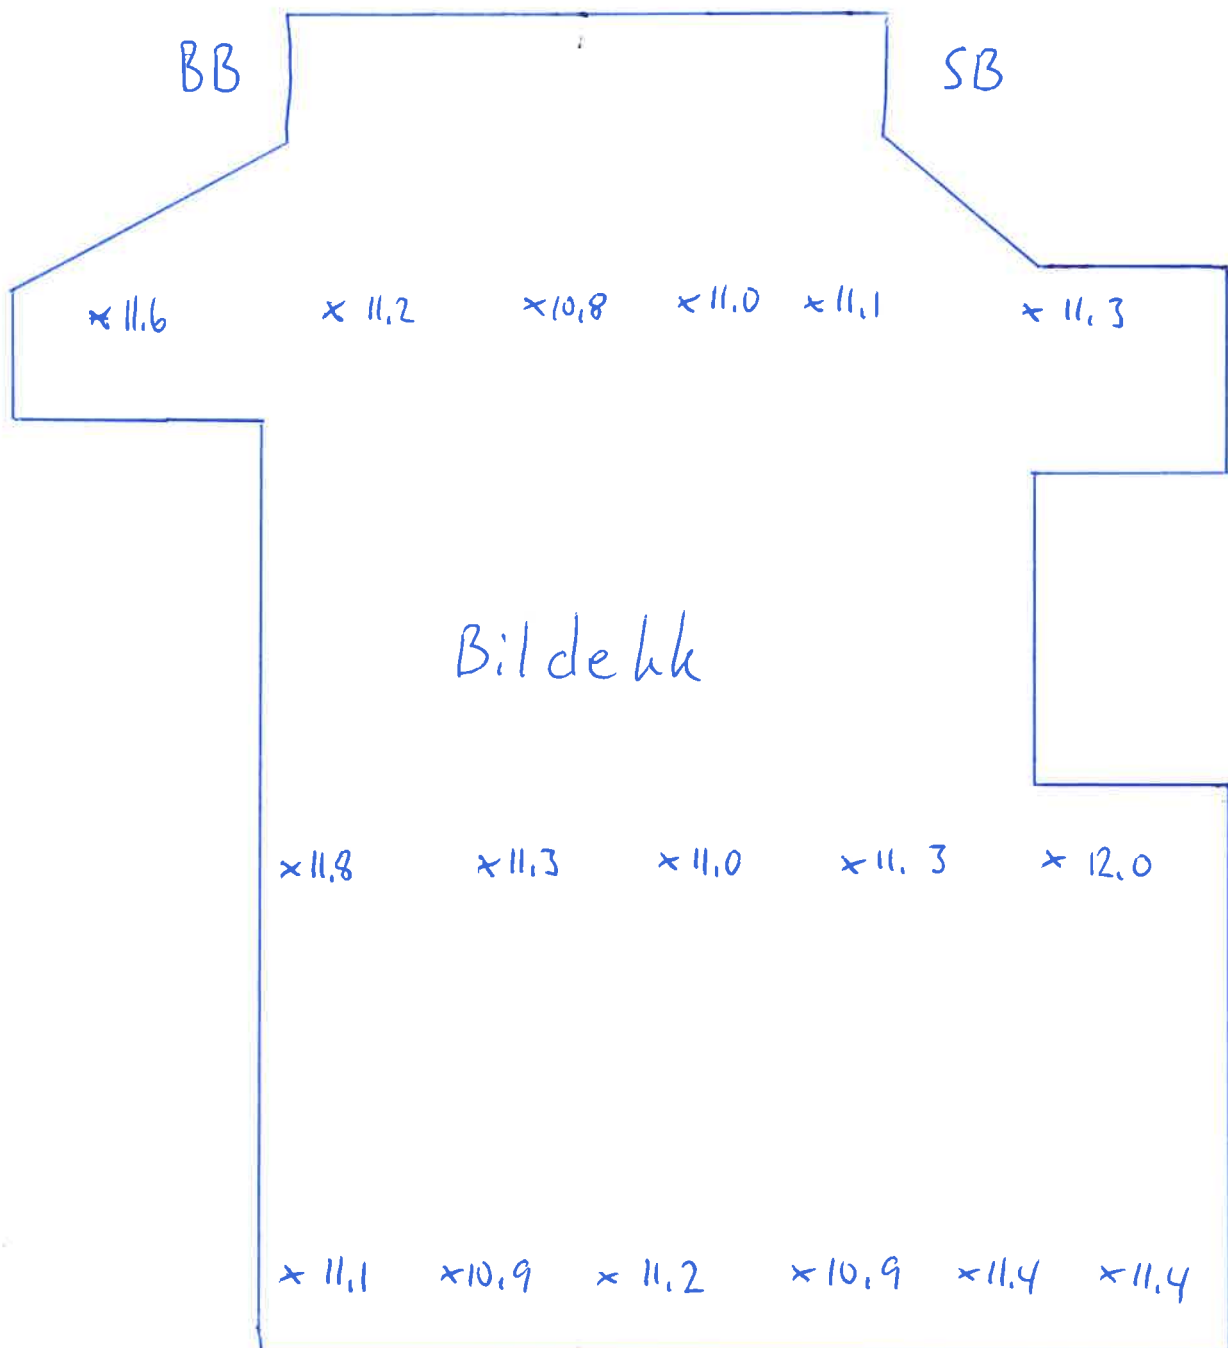 BB SB
×11.6 × 11.2 ×10,8 ×11.0 ×11,1 × 11, 3
Bildekk
×11,8 ×11.3 ×11,0 ×11, 3 × 12,0
× 11,1 ×10,9 × 11,2 ×10,9 ×11.4 ×11,4